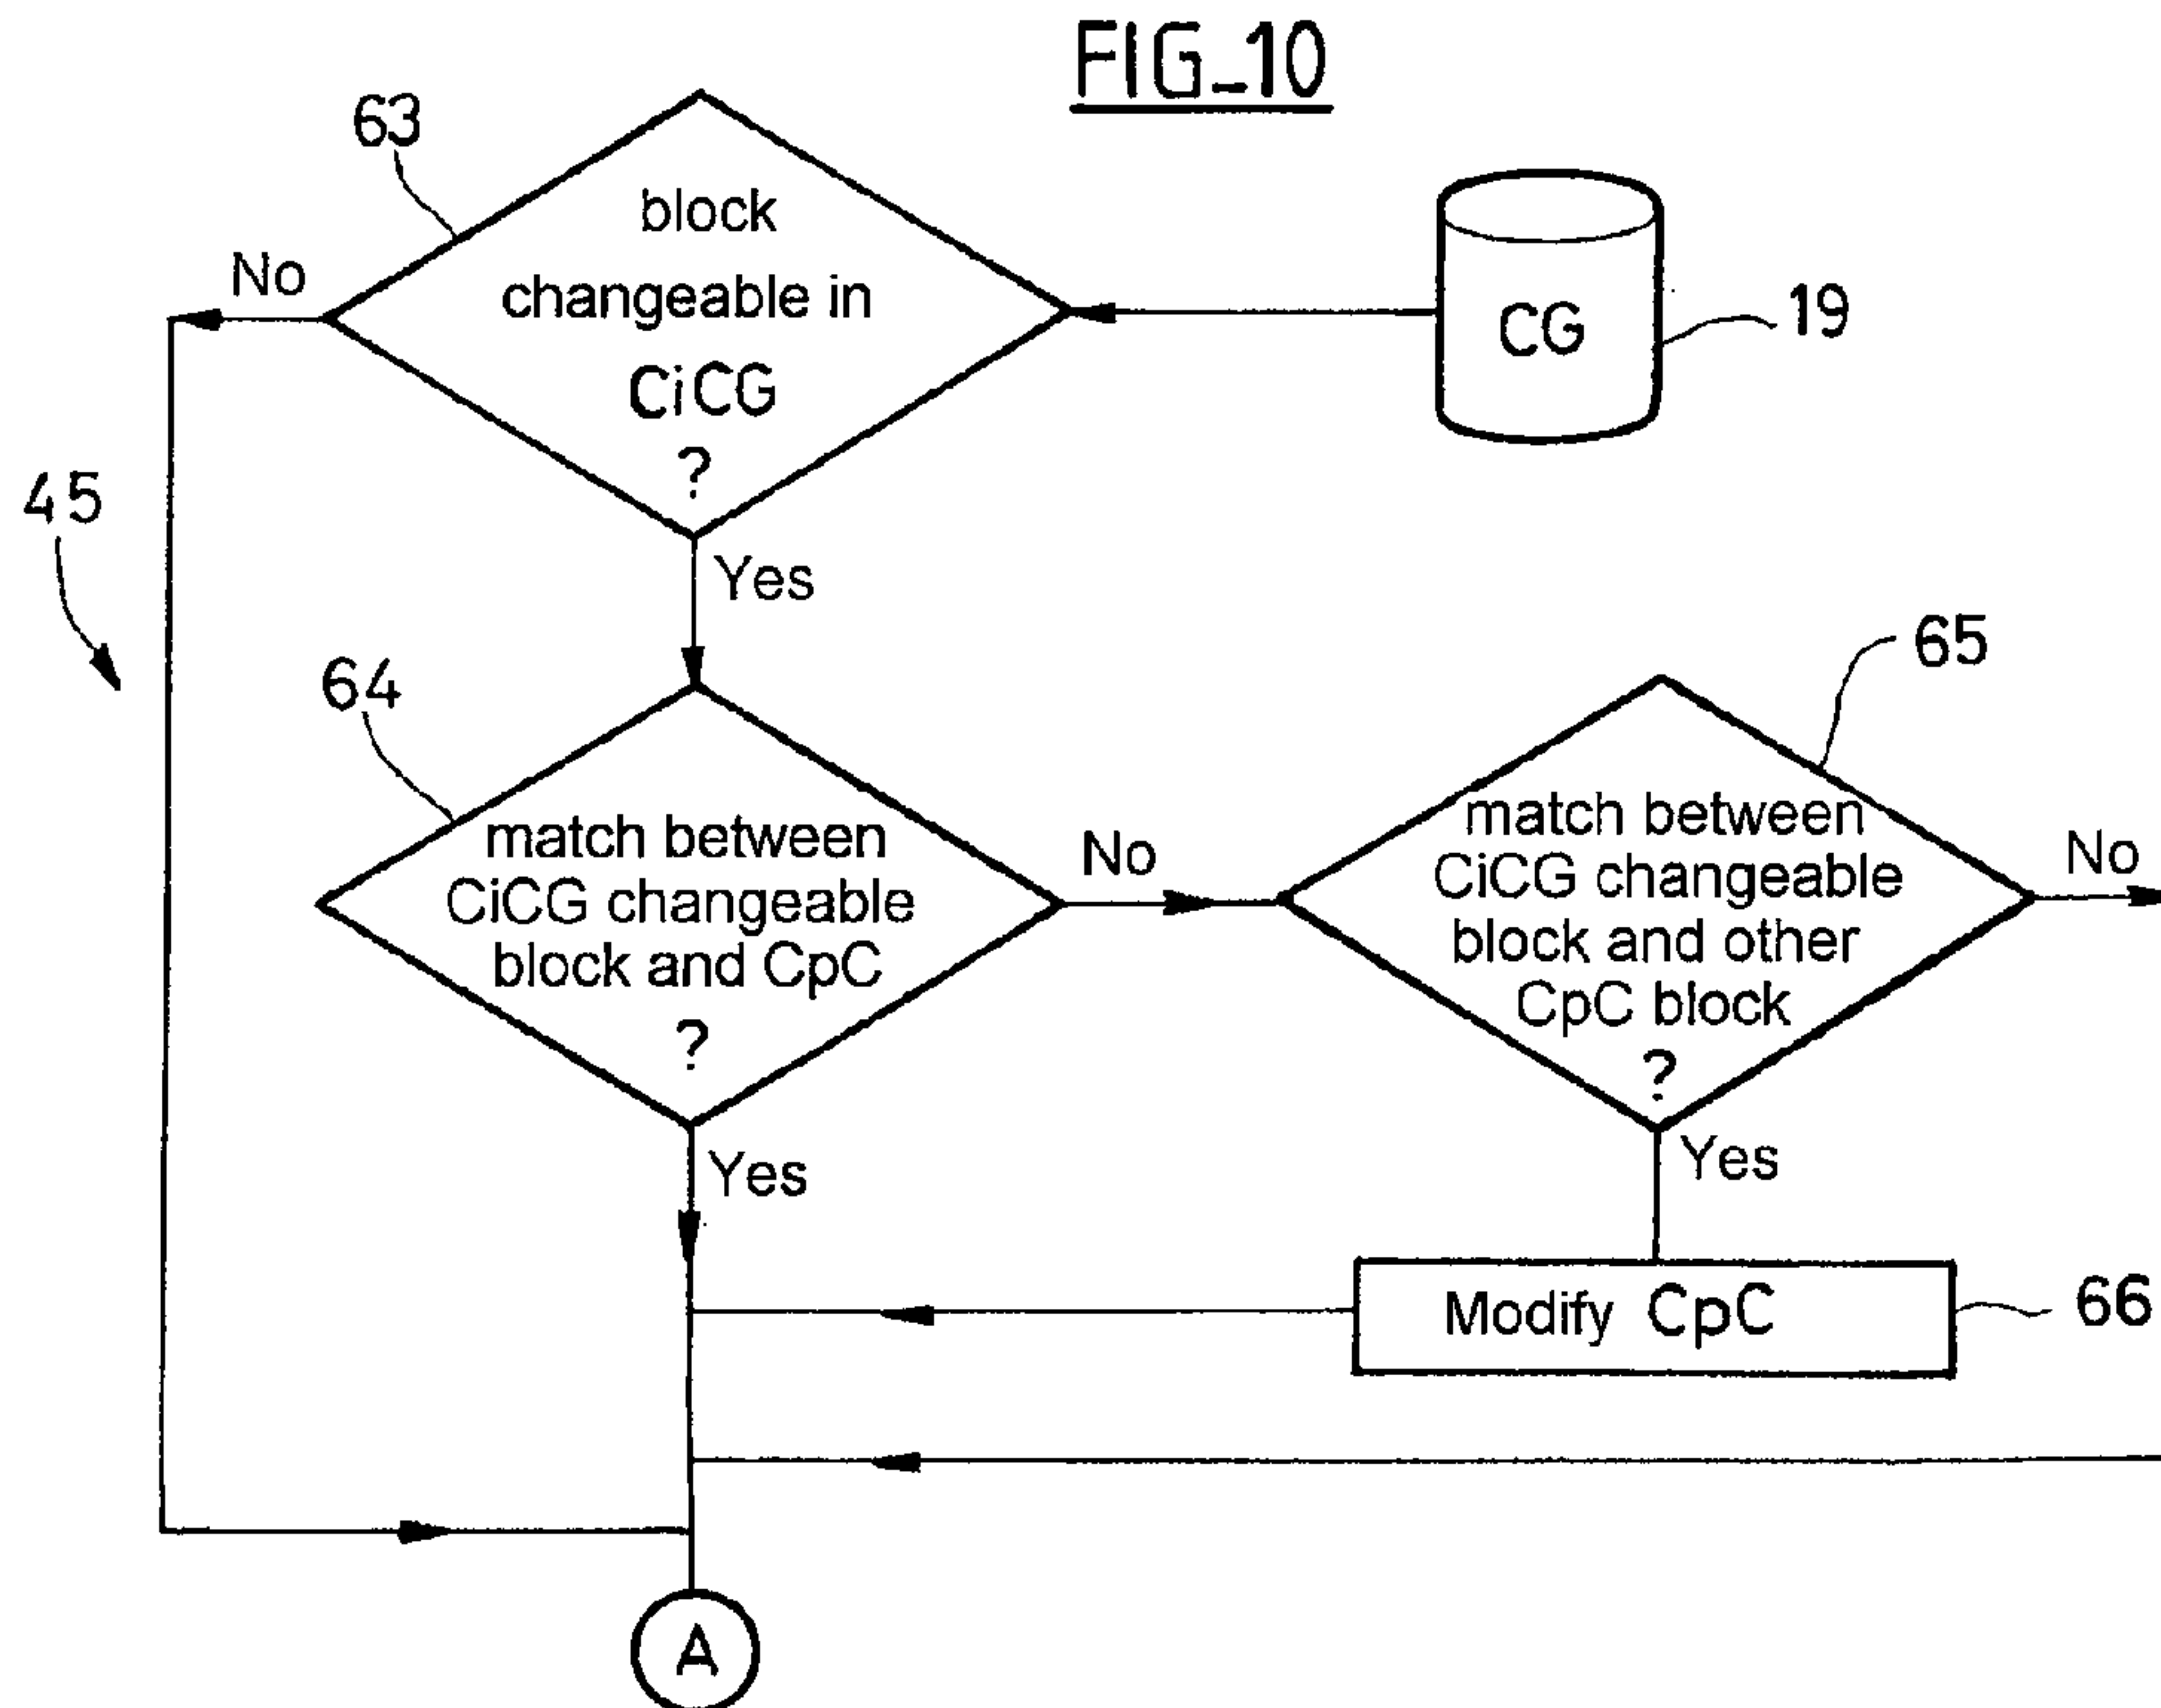 FIG_10
63
block
changeable in
CiCG
?
No
CG
19
45
Yes
64
65
match between
CiCG changeable
block and CpC
?
No
match between
CiCG changeable
block and other
CpC block
?
No
Yes
Yes
Modify CpC
66
A